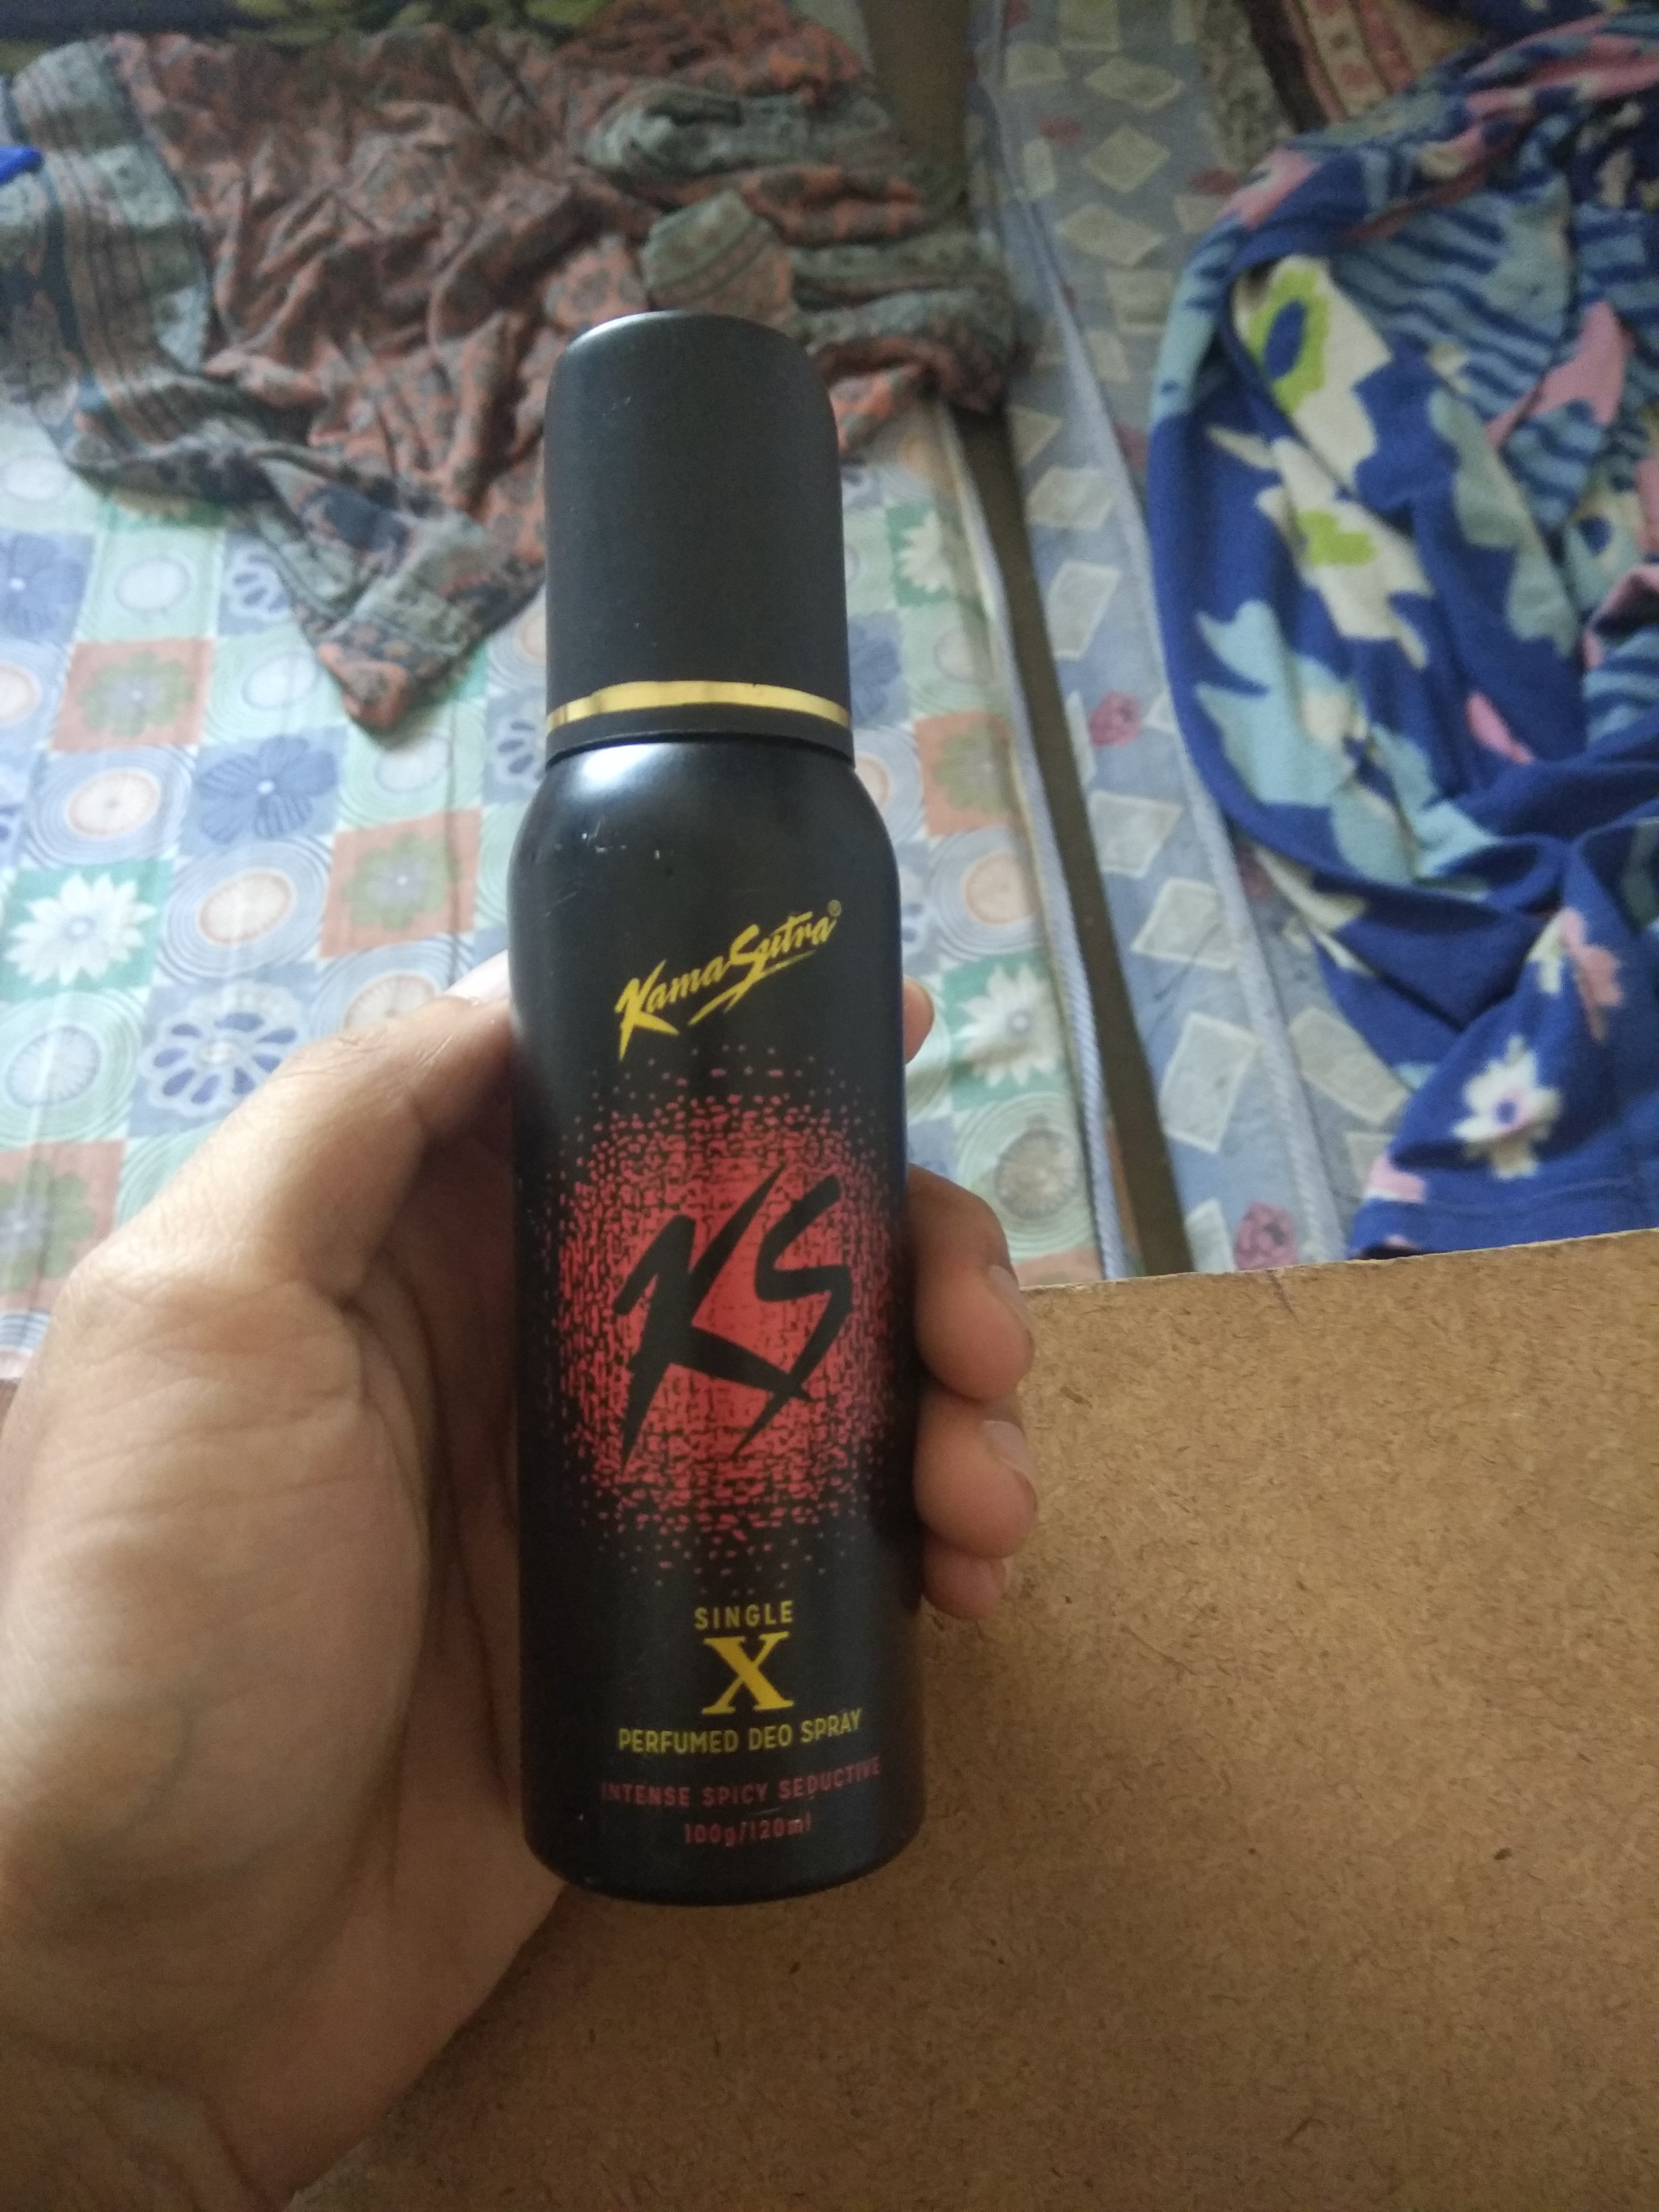 KamaSutra®
KS
SINGLE
X
PERFUMED DEO SPRAY
INTENSE SPICY SEDUCTIVE
100g/120ml